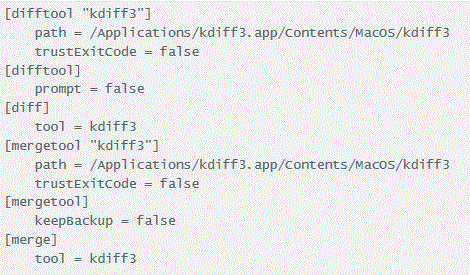 [difftool "kdiff3"]
    path = /Applications/kdiff3.app/Contents/MacOS/kdiff3
    trustExitCode = false
[difftool]
    prompt = false
[diff]
    tool = kdiff3
[mergetool "kdiff3"]
    path = /Applications/kdiff3.app/Contents/MacOS/kdiff3
    trustExitCode = false
[mergetool]
    keepBackup = false
[merge]
    tool = kdiff3